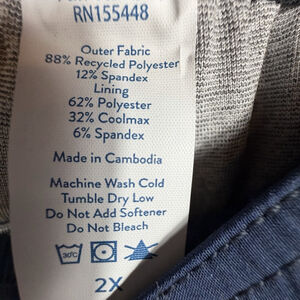 RN155448
Outer Fabric
88% Recycled Polyester
12% Spandex
Lining
62% Polyester
32% Coolmax
6% Spandex
Made in Cambodia
Machine Wash Cold
Tumble Dry Low
Do Not Add Softener
Do Not Bleach
30°C
2X